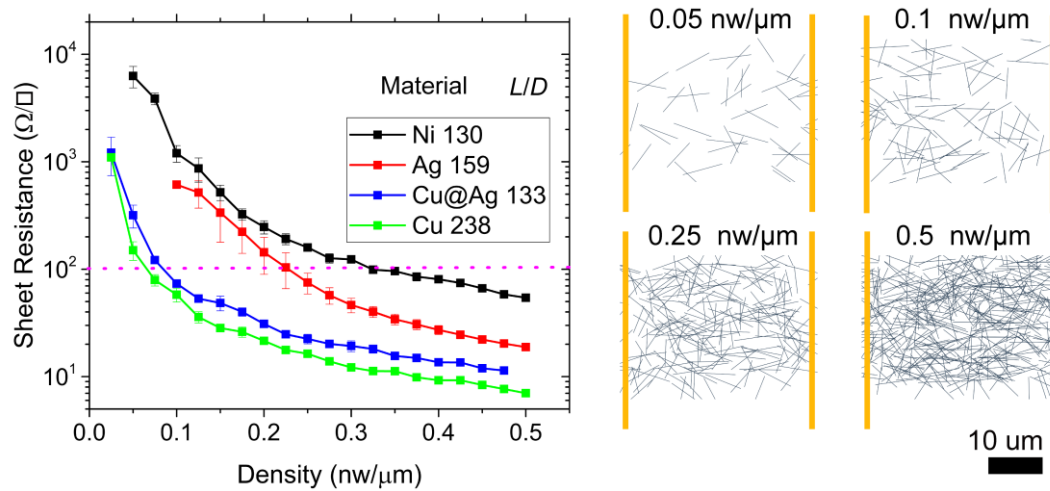 Sheet Resistance (Ω/□)
10⁴
10³
10²
10¹
0.0 0.1 0.2 0.3 0.4 0.5
Density (nw/μm)
Material L/D
Ni 130
Ag 159
Cu@Ag 133
Cu 238
0.05 nw/μm
0.1 nw/μm
0.25 nw/μm
0.5 nw/μm
10 um